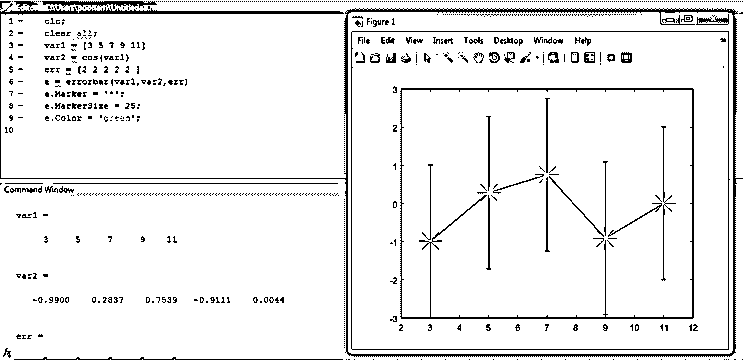 Editor
1 - clc;
2 - clear all;
3 - var1 = [3 5 7 9 11]
4 - var2 = cos(var1)
5 - err = [2 2 2 2 2 ]
6 - e = errorbar(var1,var2,err)
7 - e.Marker = '*';
8 - e.MarkerSize = 25;
9 - e.Color = 'green';
10
Command Window
var1 =
3 5 7 9 11
var2 =
-0.9900 0.2837 0.7539 -0.9111 0.0044
err =
fx
Figure 1
File Edit View Insert Tools Desktop Window Help
3
2
1
0
-1
-2
-3
2 3 4 5 6 7 8 9 10 11 12